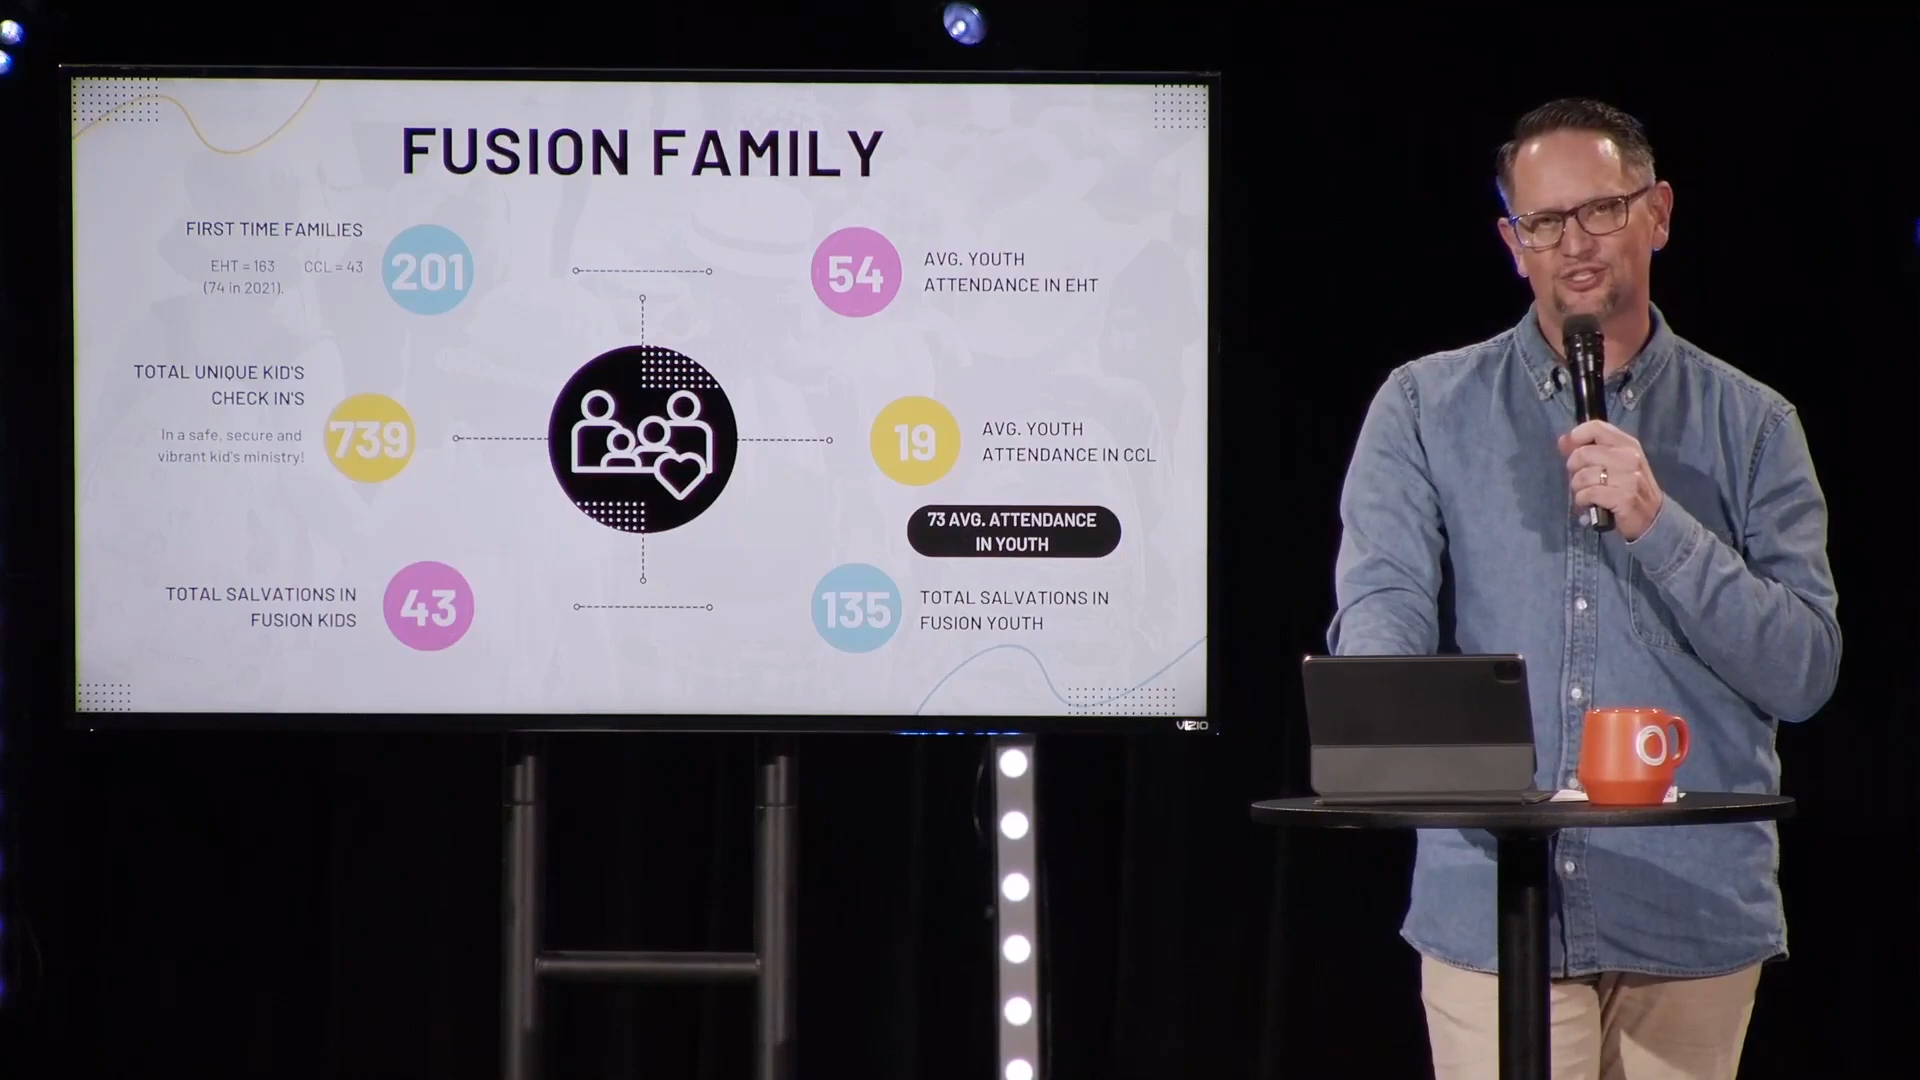 FUSION FAMILY
FIRST TIME FAMILIES
EHT = 163 CCL = 43
(74 in 2021).
201
54
AVG. YOUTH
ATTENDANCE IN EHT
TOTAL UNIQUE KID'S
CHECK IN'S
In a safe, secure and
vibrant kid's ministry!
739
19
AVG. YOUTH
ATTENDANCE IN CCL
73 AVG. ATTENDANCE
IN YOUTH
TOTAL SALVATIONS IN
FUSION KIDS
43
135
TOTAL SALVATIONS IN
FUSION YOUTH
VIZIO